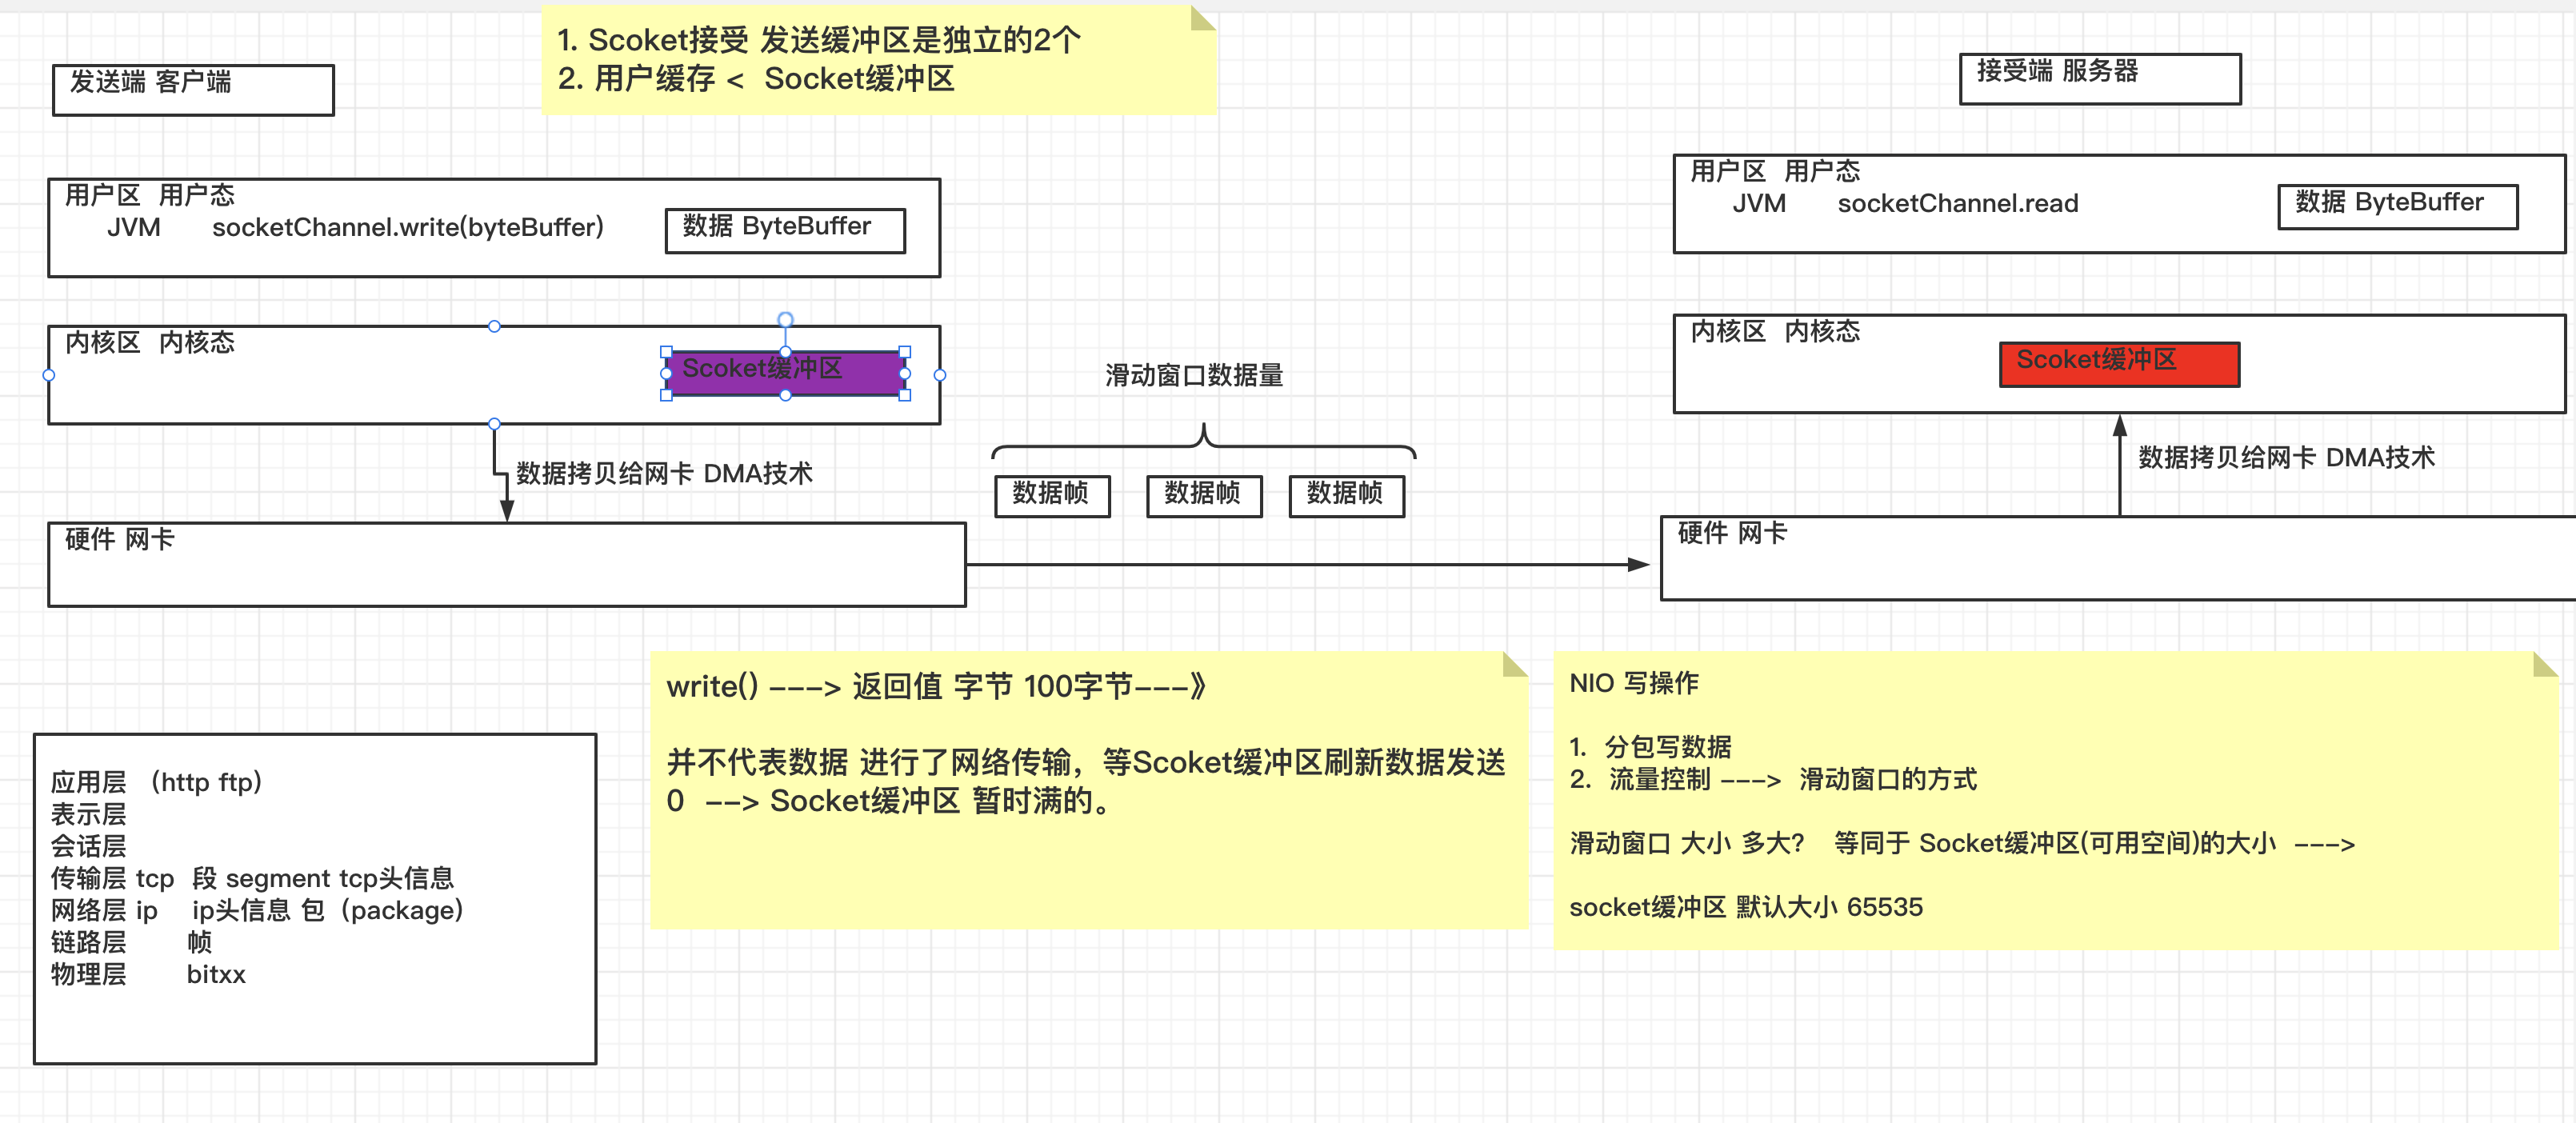 1. Scoket接受 发送缓冲区是独立的2个
2. 用户缓存 < Socket缓冲区
发送端 客户端
接受端 服务器
用户区 用户态
JVM socketChannel.write(byteBuffer)
数据 ByteBuffer
用户区 用户态
JVM socketChannel.read
数据 ByteBuffer
内核区 内核态
Scoket缓冲区
滑动窗口数据量
内核区 内核态
Scoket缓冲区
数据拷贝给网卡 DMA技术
数据帧
数据帧
数据帧
数据拷贝给网卡 DMA技术
硬件 网卡
硬件 网卡
write() ---> 返回值 字节 100字节---》
并不代表数据 进行了网络传输，等Scoket缓冲区刷新数据发送
0 --> Socket缓冲区 暂时满的。
NIO 写操作
1. 分包写数据
2. 流量控制 ---> 滑动窗口的方式
滑动窗口 大小 多大？ 等同于 Socket缓冲区(可用空间)的大小 --->
socket缓冲区 默认大小 65535
应用层 （http ftp）
表示层
会话层
传输层 tcp 段 segment tcp头信息
网络层 ip ip头信息 包（package）
链路层 帧
物理层 bitxx